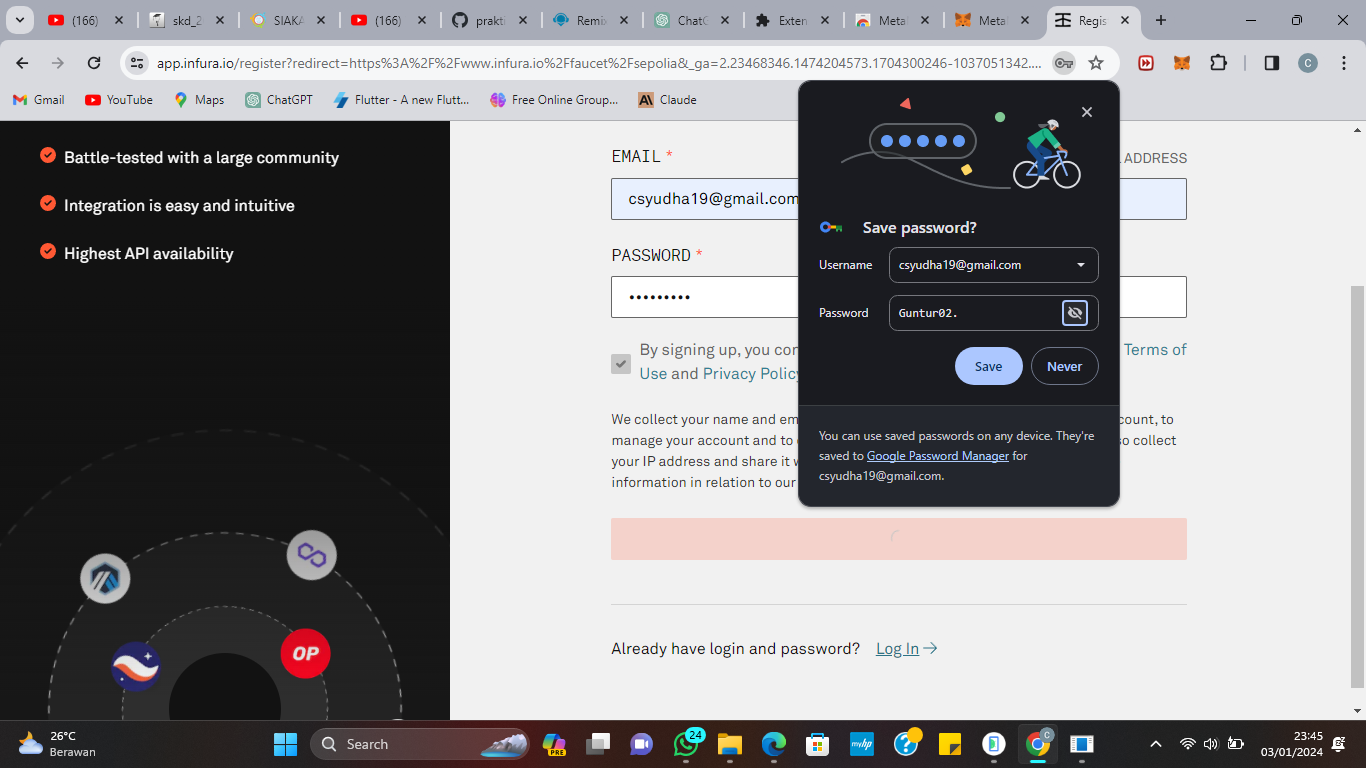 (166)
skd_2
SIAKA
(166)
prakti
Remix
ChatG
Exten
Meta
Meta
Regis
app.infura.io/register?redirect=https%3A%2F%2Fwww.infura.io%2Ffaucet%2Fsepolia&_ga=2.23468346.1474204573.1704300246-1037051342....
C
Gmail
YouTube
Maps
ChatGPT
Flutter - A new Flutt...
Free Online Group...
Claude
Battle-tested with a large community
Integration is easy and intuitive
Highest API availability
OP
EMAIL *
ADDRESS
csyudha19@gmail.com
PASSWORD *
•••••••••
By signing up, you con
Terms of
Use and Privacy Policy
We collect your name and em
count, to
manage your account and to
so collect
your IP address and share it w
information in relation to our
Already have login and password? Log In →
Save password?
Username csyudha19@gmail.com
Password Guntur02.
Save Never
You can use saved passwords on any device. They're
saved to Google Password Manager for
csyudha19@gmail.com.
26°C
Berawan
Search
PRE
24
myhp
C
23:45
03/01/2024